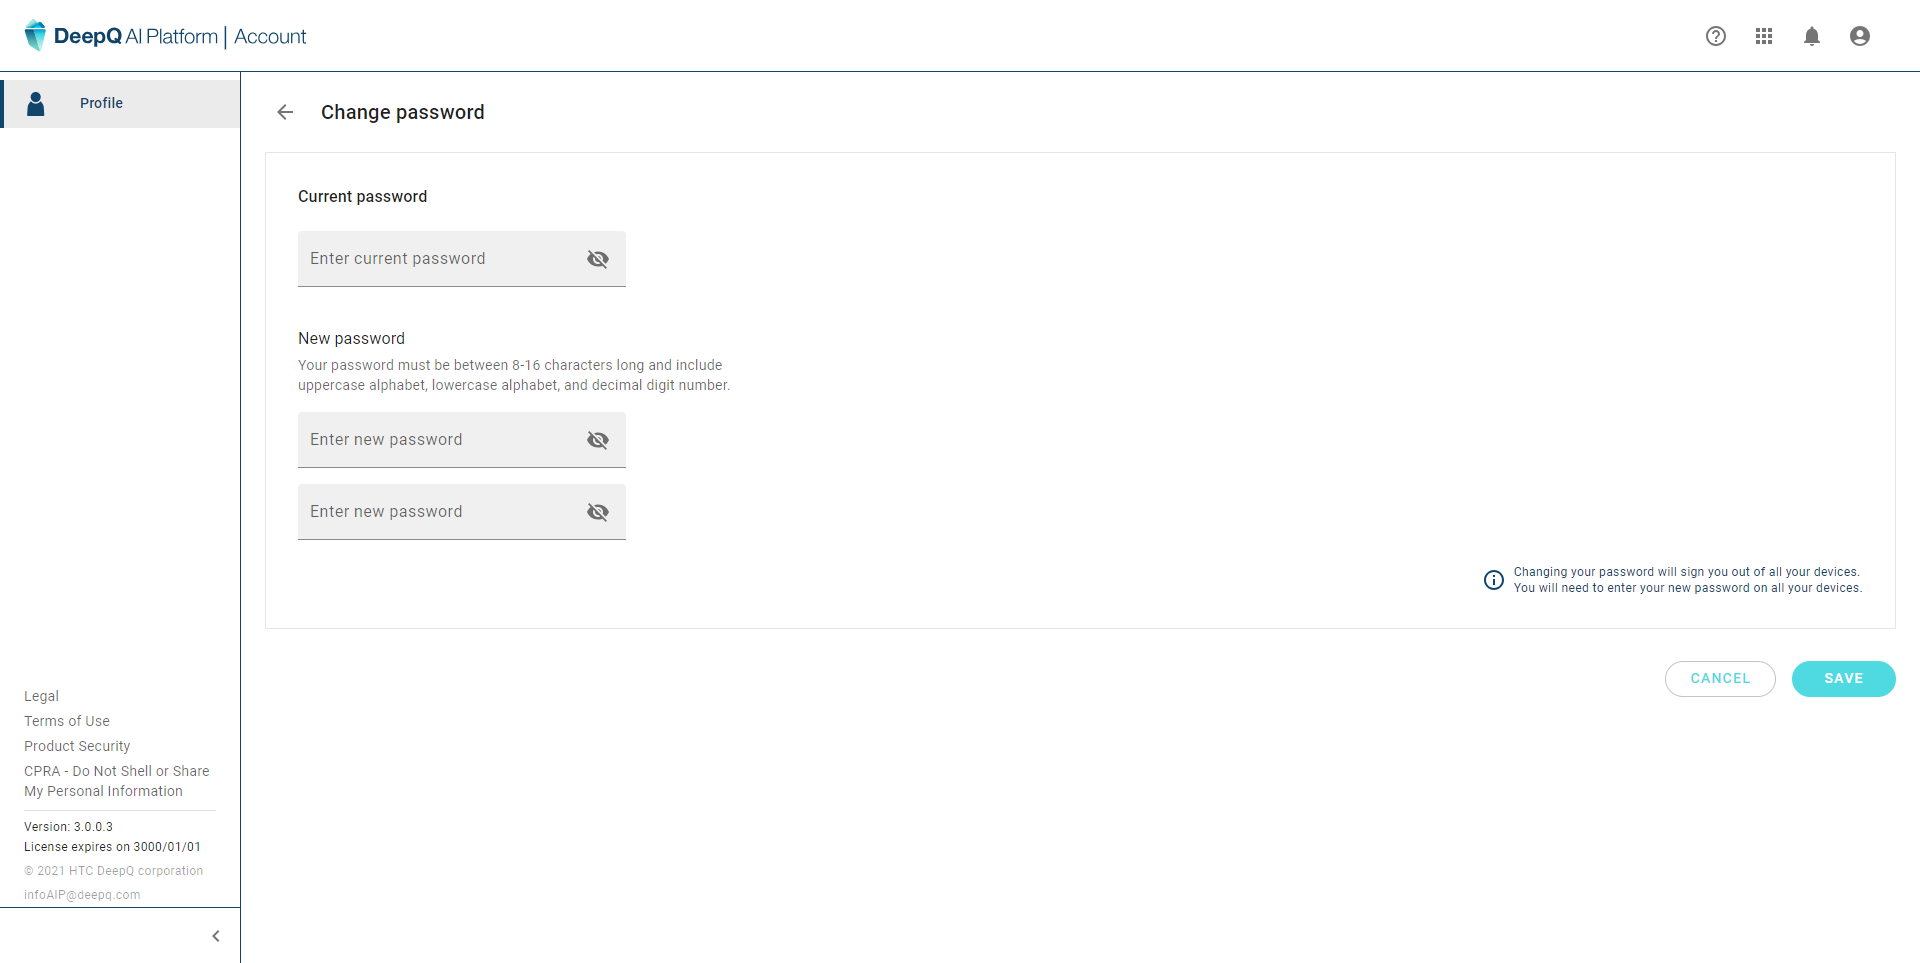 DeepQ AI Platform | Account
Profile
Change password
Current password
Enter current password
New password
Your password must be between 8-16 characters long and include
uppercase alphabet, lowercase alphabet, and decimal digit number.
Enter new password
Enter new password
Changing your password will sign you out of all your devices.
You will need to enter your new password on all your devices.
CANCEL
SAVE
Legal
Terms of Use
Product Security
CPRA - Do Not Shell or Share
My Personal Information
Version: 3.0.0.3
License expires on 3000/01/01
© 2021 HTC DeepQ corporation
infoAIP@deepq.com